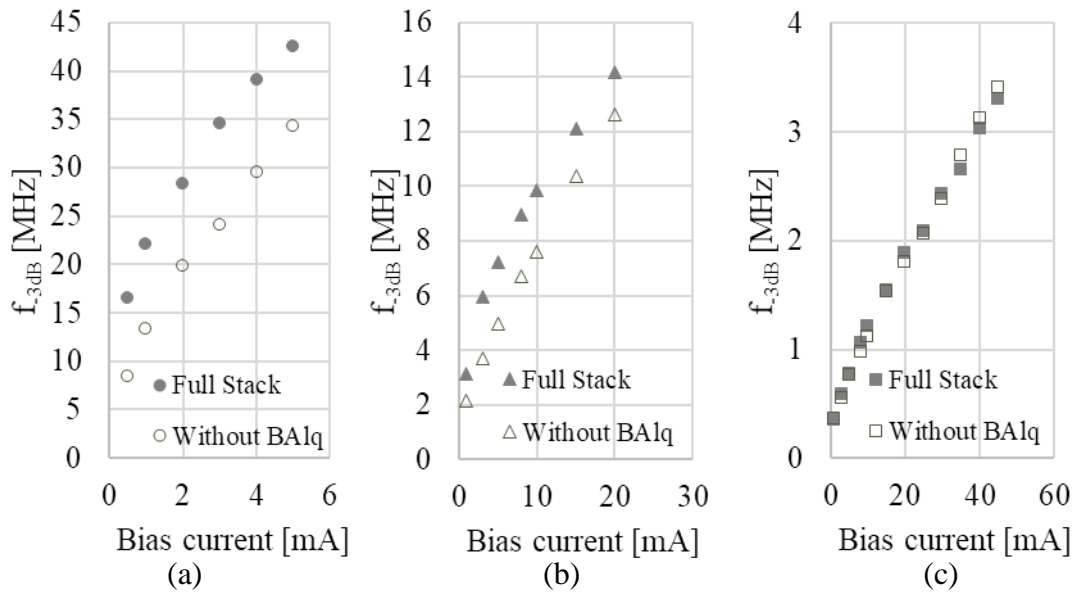 45
40
35
30
25
20
15
10
5
0
f-3dB [MHz]
Full Stack
Without BAlq
0 2 4 6
Bias current [mA]
(a)
16
14
12
10
8
6
4
2
0
f-3dB [MHz]
Full Stack
Without BAlq
0 10 20 30
Bias current [mA]
(b)
4
3
2
1
0
f-3dB [MHz]
Full Stack
Without BAlq
0 20 40 60
Bias current [mA]
(c)